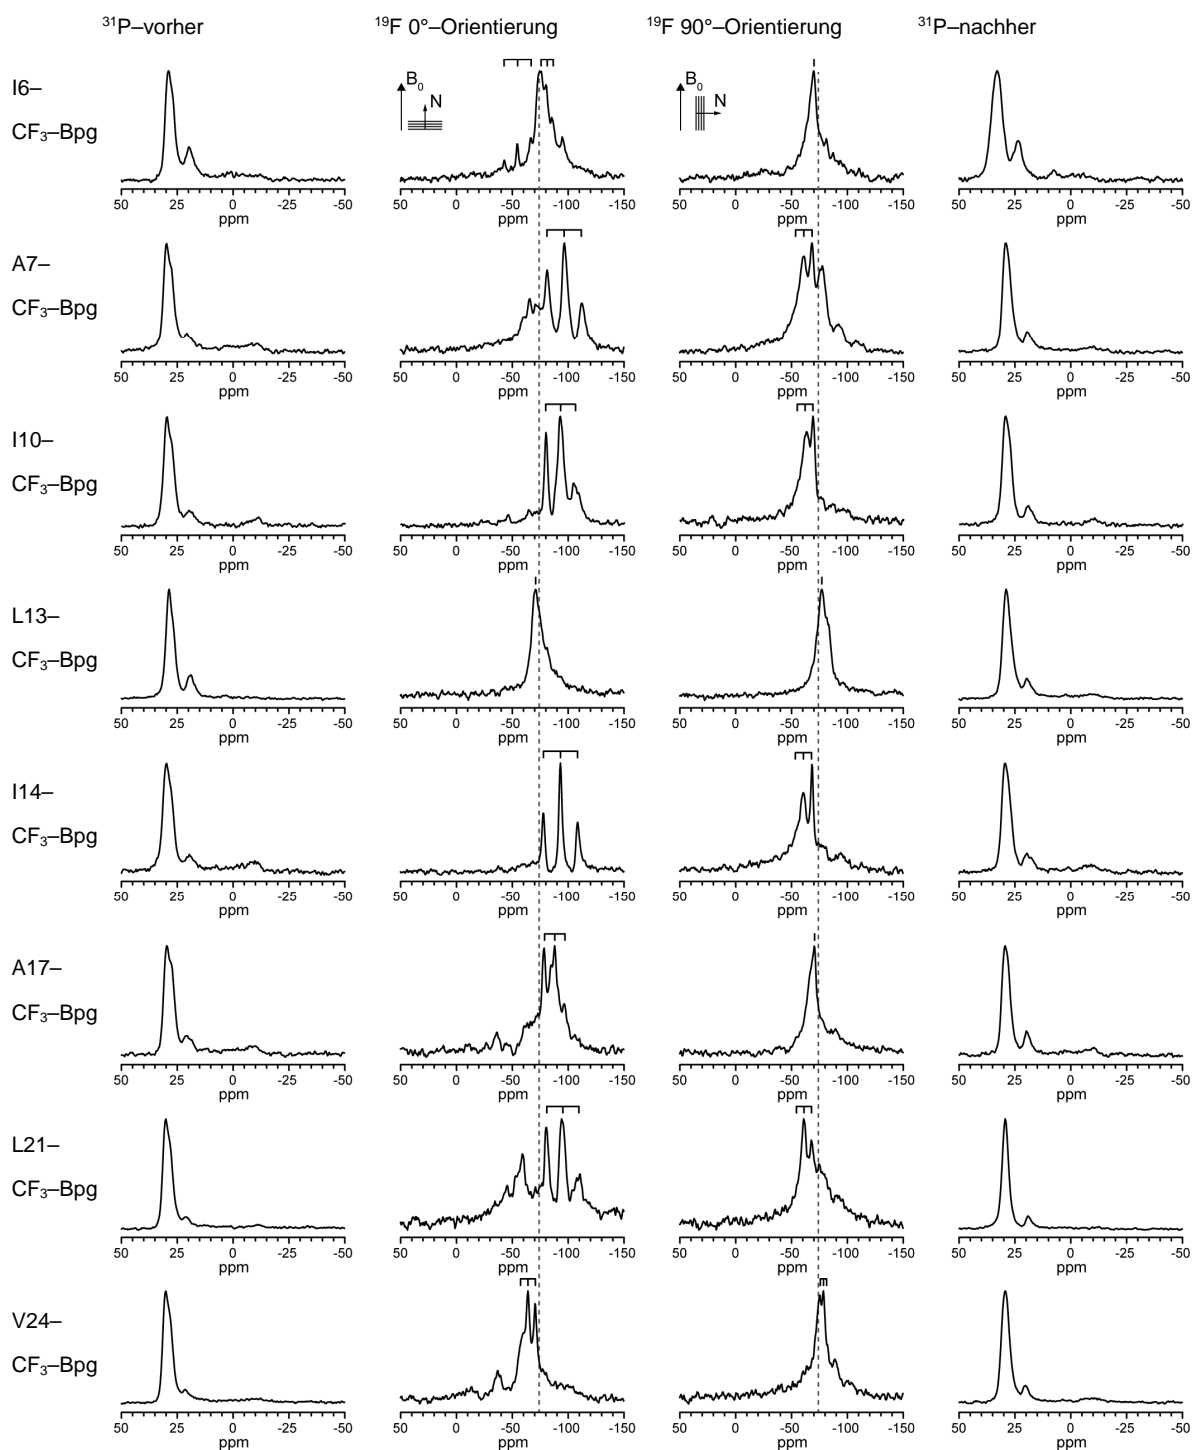 ³¹P–vorher ¹⁹F 0°–Orientierung ¹⁹F 90°–Orientierung ³¹P–nachher
I6–
CF₃–Bpg
B₀ N B₀ N
50 25 0 -25 -50 50 0 -50 -100 -150 50 0 -50 -100 -150 50 25 0 -25 -50
ppm ppm ppm ppm
A7–
CF₃–Bpg
50 25 0 -25 -50 50 0 -50 -100 -150 50 0 -50 -100 -150 50 25 0 -25 -50
ppm ppm ppm ppm
I10–
CF₃–Bpg
50 25 0 -25 -50 50 0 -50 -100 -150 50 0 -50 -100 -150 50 25 0 -25 -50
ppm ppm ppm ppm
L13–
CF₃–Bpg
50 25 0 -25 -50 50 0 -50 -100 -150 50 0 -50 -100 -150 50 25 0 -25 -50
ppm ppm ppm ppm
I14–
CF₃–Bpg
50 25 0 -25 -50 50 0 -50 -100 -150 50 0 -50 -100 -150 50 25 0 -25 -50
ppm ppm ppm ppm
A17–
CF₃–Bpg
50 25 0 -25 -50 50 0 -50 -100 -150 50 0 -50 -100 -150 50 25 0 -25 -50
ppm ppm ppm ppm
L21–
CF₃–Bpg
50 25 0 -25 -50 50 0 -50 -100 -150 50 0 -50 -100 -150 50 25 0 -25 -50
ppm ppm ppm ppm
V24–
CF₃–Bpg
50 25 0 -25 -50 50 0 -50 -100 -150 50 0 -50 -100 -150 50 25 0 -25 -50
ppm ppm ppm ppm